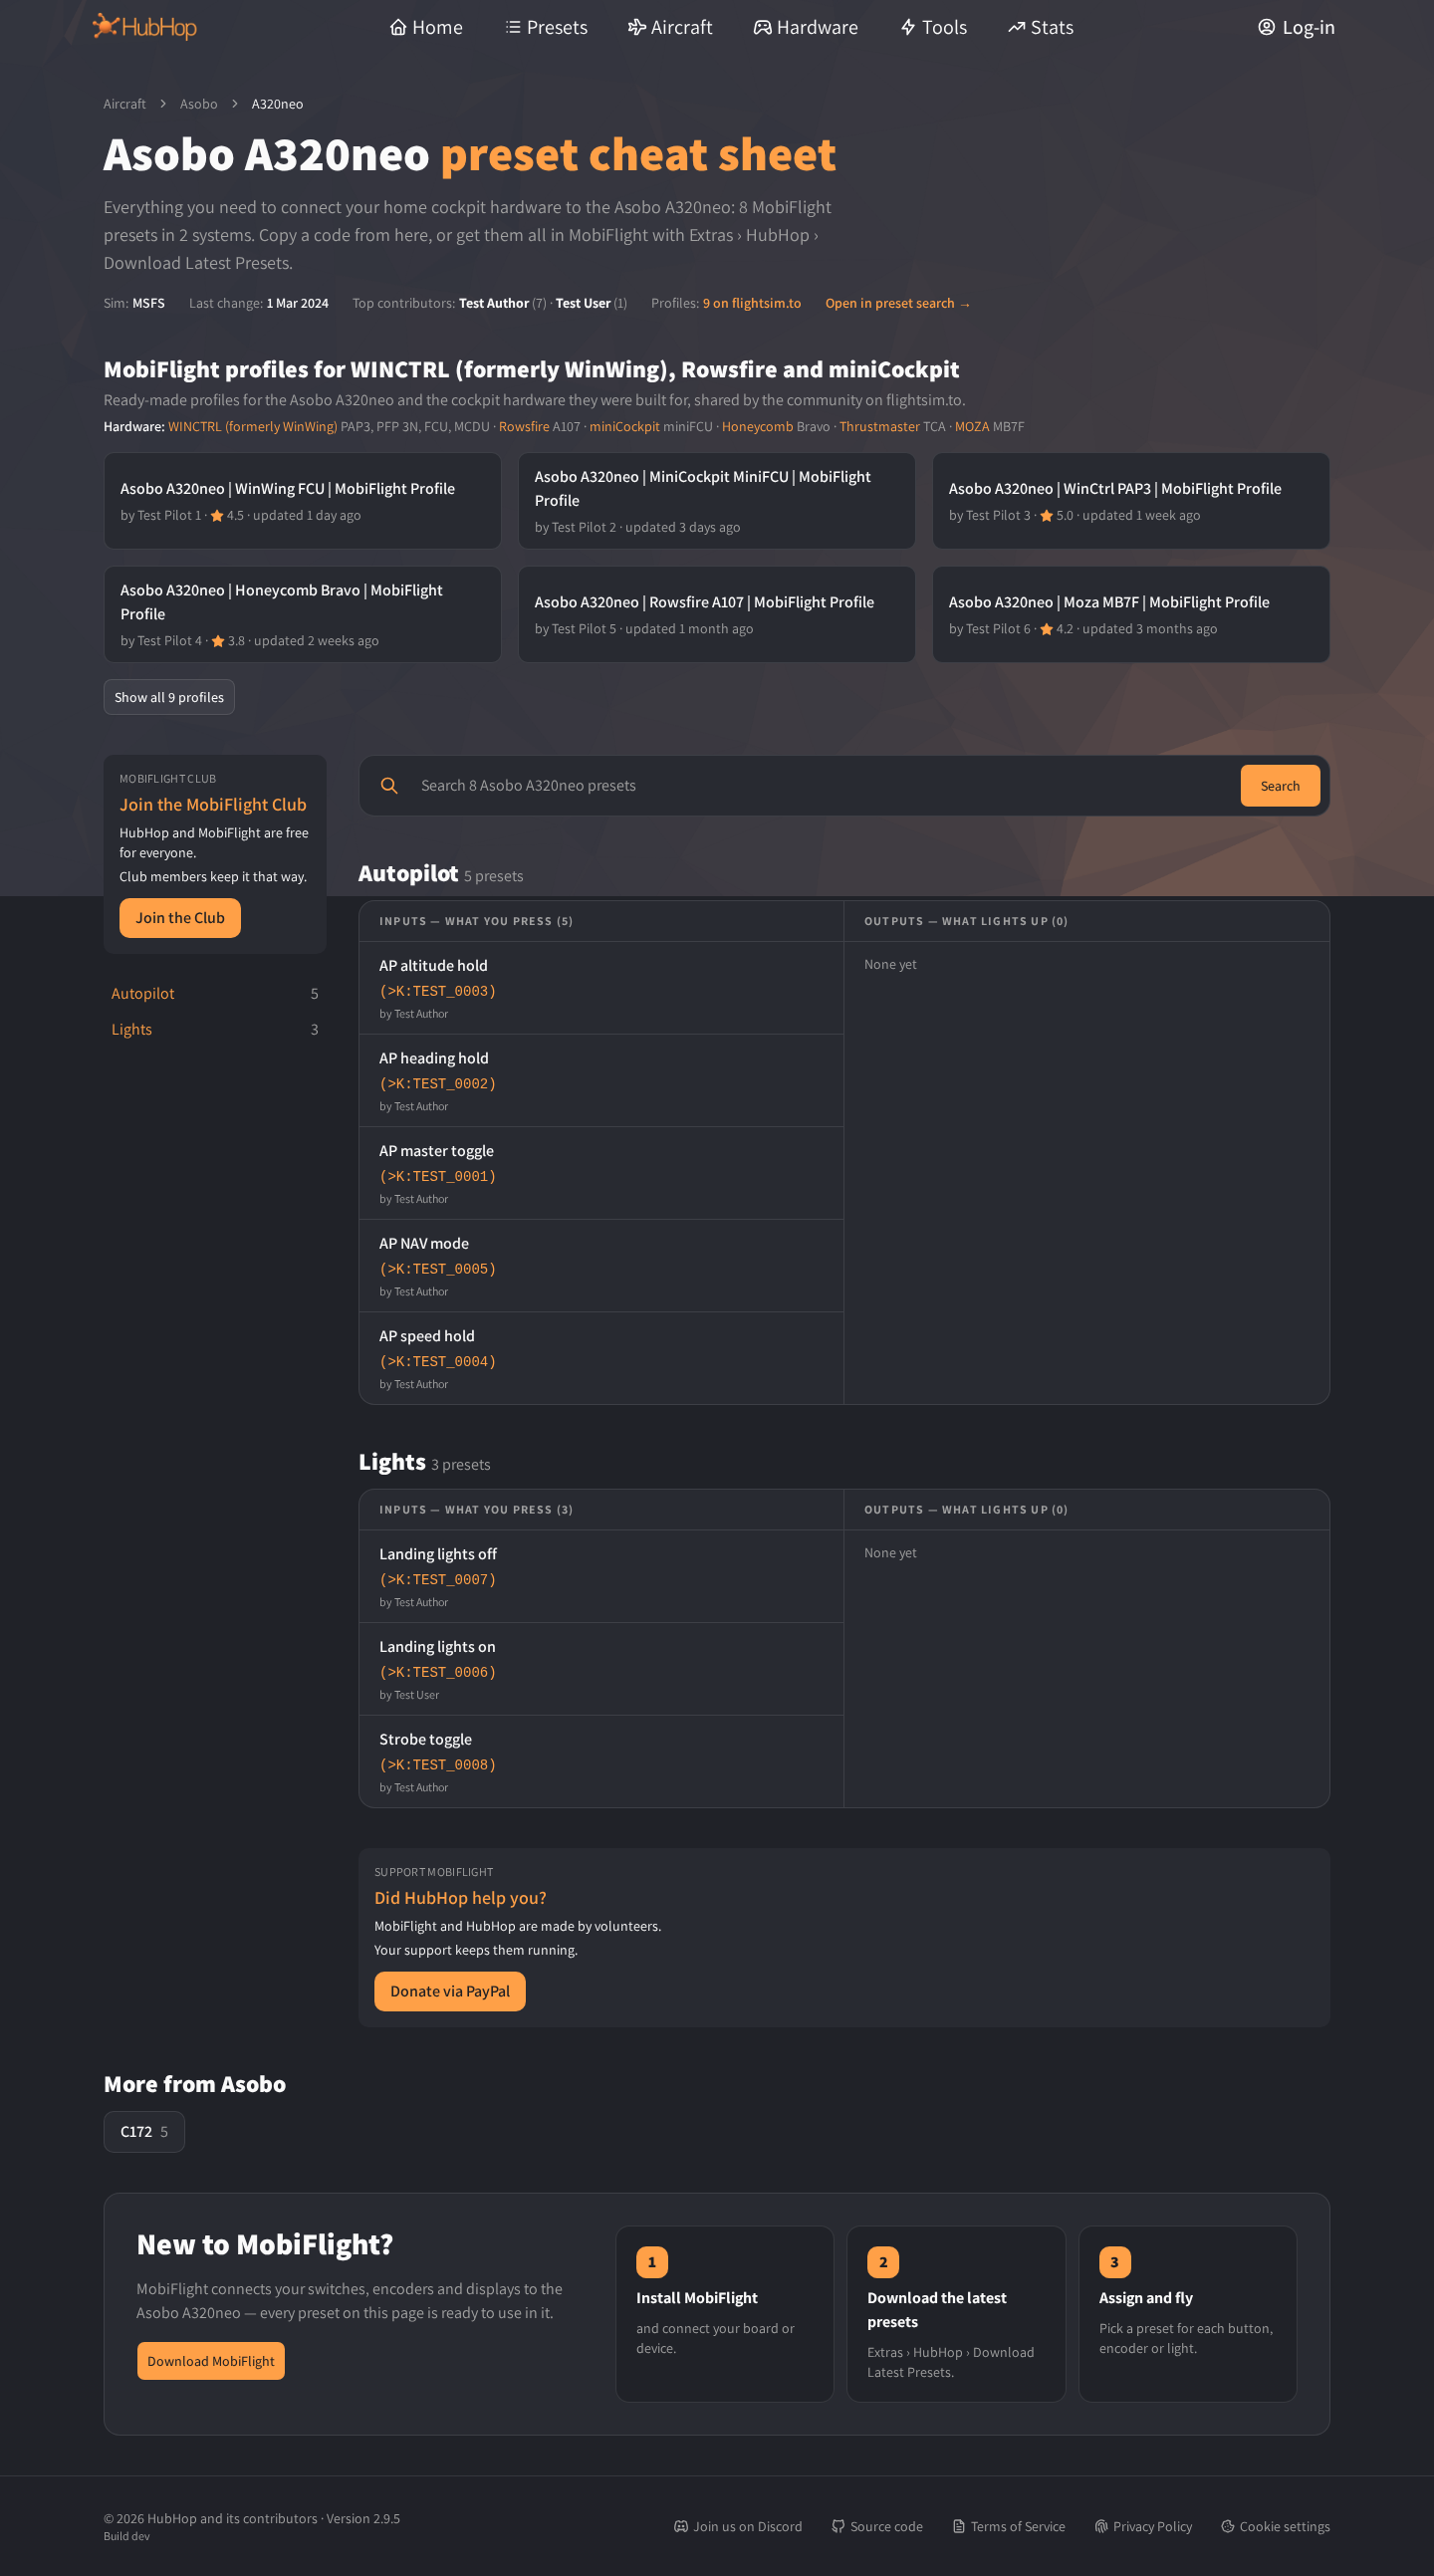 HubHop
Home
Presets
Aircraft
Hardware
Tools
Stats
Log-in
Aircraft
Asobo
A320neo
Asobo A320neo preset cheat sheet
Everything you need to connect your home cockpit hardware to the Asobo A320neo: 8 MobiFlight
presets in 2 systems. Copy a code from here, or get them all in MobiFlight with Extras › HubHop ›
Download Latest Presets.
Sim: MSFS Last change: 1 Mar 2024 Top contributors: Test Author (7) · Test User (1) Profiles: 9 on flightsim.to Open in preset search →
MobiFlight profiles for WINCTRL (formerly WinWing), Rowsfire and miniCockpit
Ready-made profiles for the Asobo A320neo and the cockpit hardware they were built for, shared by the community on flightsim.to.
Hardware: WINCTRL (formerly WinWing) PAP3, PFP 3N, FCU, MCDU · Rowsfire A107 · miniCockpit miniFCU · Honeycomb Bravo · Thrustmaster TCA · MOZA MB7F
Asobo A320neo | WinWing FCU | MobiFlight Profile
by Test Pilot 1 · 4.5 · updated 1 day ago
Asobo A320neo | MiniCockpit MiniFCU | MobiFlight
Profile
by Test Pilot 2 · updated 3 days ago
Asobo A320neo | WinCtrl PAP3 | MobiFlight Profile
by Test Pilot 3 · 5.0 · updated 1 week ago
Asobo A320neo | Honeycomb Bravo | MobiFlight
Profile
by Test Pilot 4 · 3.8 · updated 2 weeks ago
Asobo A320neo | Rowsfire A107 | MobiFlight Profile
by Test Pilot 5 · updated 1 month ago
Asobo A320neo | Moza MB7F | MobiFlight Profile
by Test Pilot 6 · 4.2 · updated 3 months ago
Show all 9 profiles
MOBIFLIGHT CLUB
Join the MobiFlight Club
HubHop and MobiFlight are free
for everyone.
Club members keep it that way.
Join the Club
Autopilot 5
Lights 3
Search 8 Asobo A320neo presets
Search
Autopilot 5 presets
INPUTS — WHAT YOU PRESS (5)
OUTPUTS — WHAT LIGHTS UP (0)
AP altitude hold
(>K:TEST_0003)
by Test Author
AP heading hold
(>K:TEST_0002)
by Test Author
AP master toggle
(>K:TEST_0001)
by Test Author
AP NAV mode
(>K:TEST_0005)
by Test Author
AP speed hold
(>K:TEST_0004)
by Test Author
None yet
Lights 3 presets
INPUTS — WHAT YOU PRESS (3)
OUTPUTS — WHAT LIGHTS UP (0)
Landing lights off
(>K:TEST_0007)
by Test Author
Landing lights on
(>K:TEST_0006)
by Test User
Strobe toggle
(>K:TEST_0008)
by Test Author
None yet
SUPPORT MOBIFLIGHT
Did HubHop help you?
MobiFlight and HubHop are made by volunteers.
Your support keeps them running.
Donate via PayPal
More from Asobo
C172 5
New to MobiFlight?
MobiFlight connects your switches, encoders and displays to the
Asobo A320neo — every preset on this page is ready to use in it.
Download MobiFlight
1
Install MobiFlight
and connect your board or
device.
2
Download the latest
presets
Extras › HubHop › Download
Latest Presets.
3
Assign and fly
Pick a preset for each button,
encoder or light.
© 2026 HubHop and its contributors · Version 2.9.5
Build dev
Join us on Discord
Source code
Terms of Service
Privacy Policy
Cookie settings